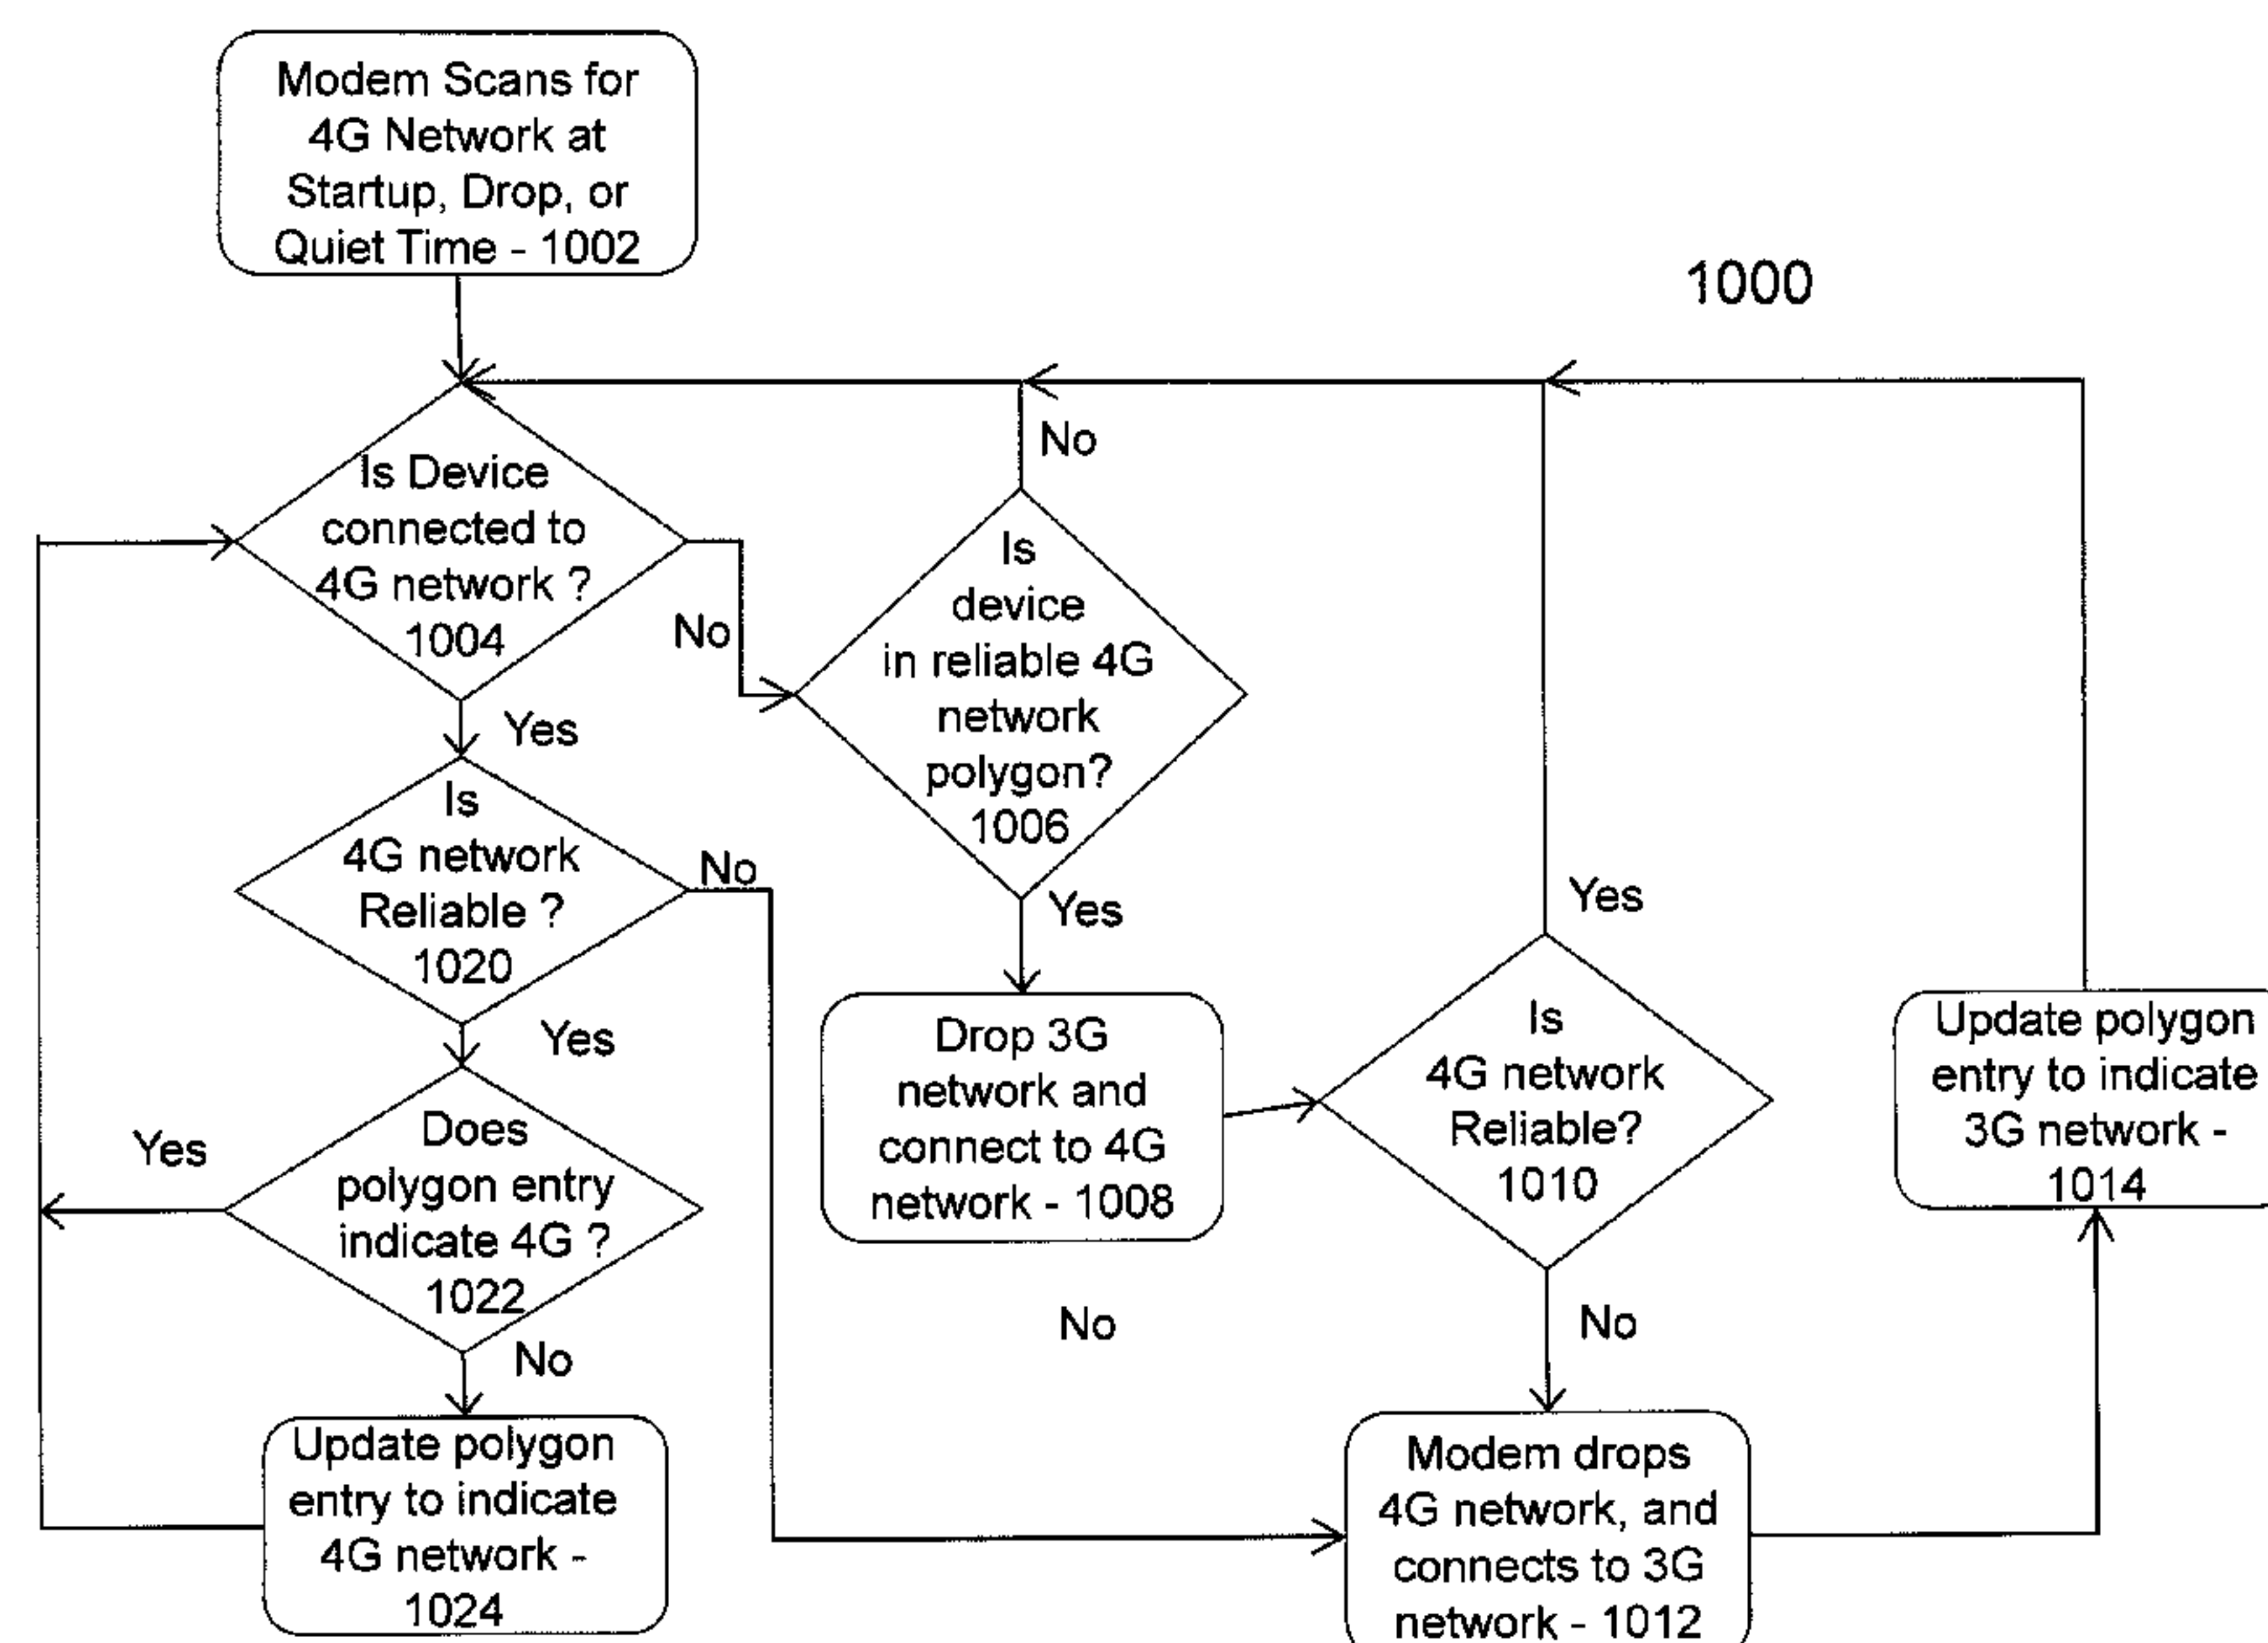 Modem Scans for
4G Network at
Startup, Drop, or
Quiet Time - 1002
1000
Is Device
connected to
4G network ?
1004
No
Yes
No
Is
device
in reliable 4G
network
polygon?
1006
Yes
Is
4G network
Reliable ?
1020
No
Yes
Drop 3G
network and
connect to 4G
network - 1008
Yes
Is
4G network
Reliable?
1010
No
Update polygon
entry to indicate
3G network -
1014
Does
polygon entry
indicate 4G ?
1022
Yes
No
No
Update polygon
entry to indicate
4G network -
1024
Modem drops
4G network, and
connects to 3G
network - 1012